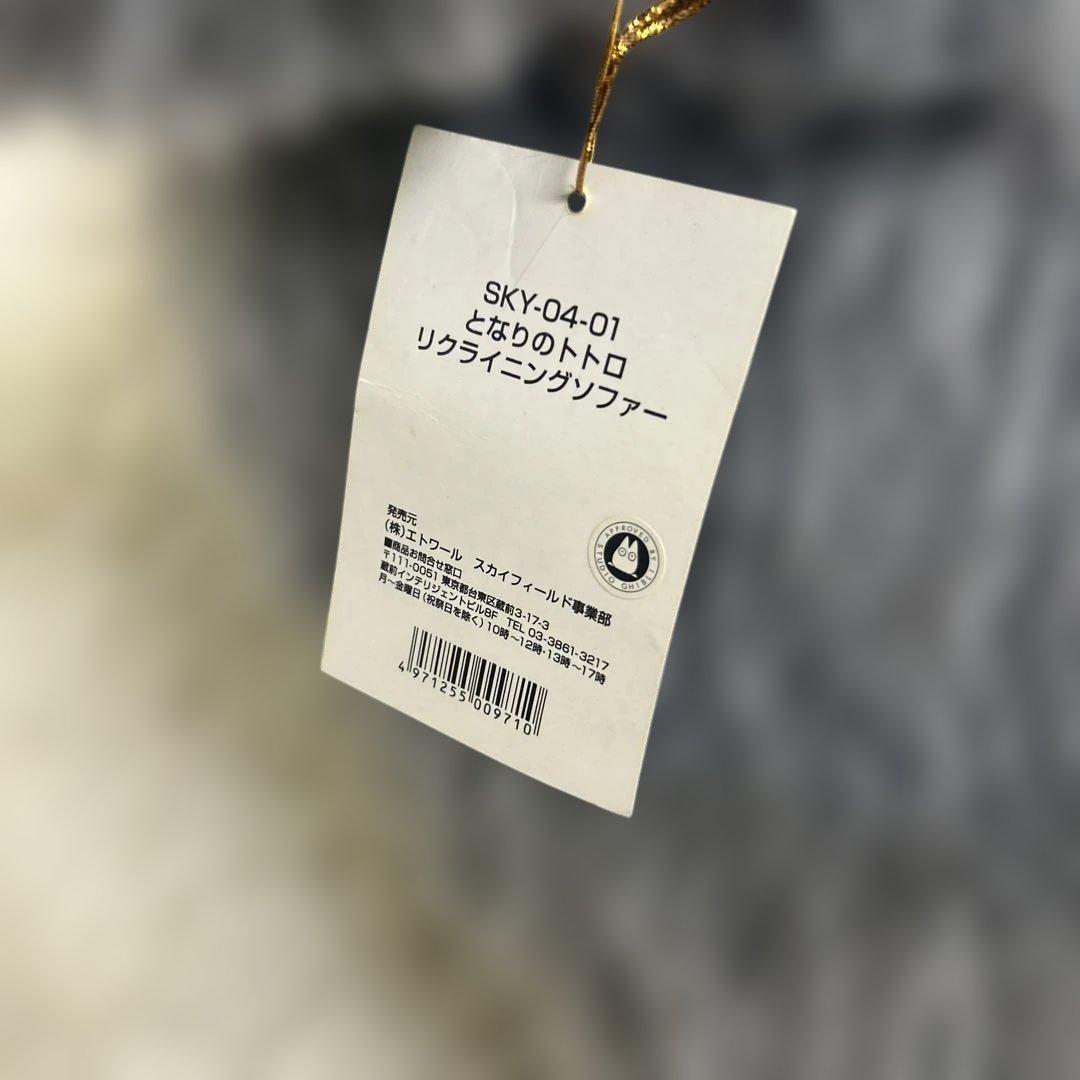 SKY-04-01
となりのトトロ
リクライニングソファー
APPROVED BY
STUDIO GHIBLI
発売元
(株)エトワール スカイフィールド事業部
■商品お問合せ窓口
〒111-0051 東京都台東区蔵前3-17-3
蔵前インテリジェントビル8F TEL 03-3861-3217
月~金曜日(祝祭日を除く)10時~12時・13時~17時
4971255009710